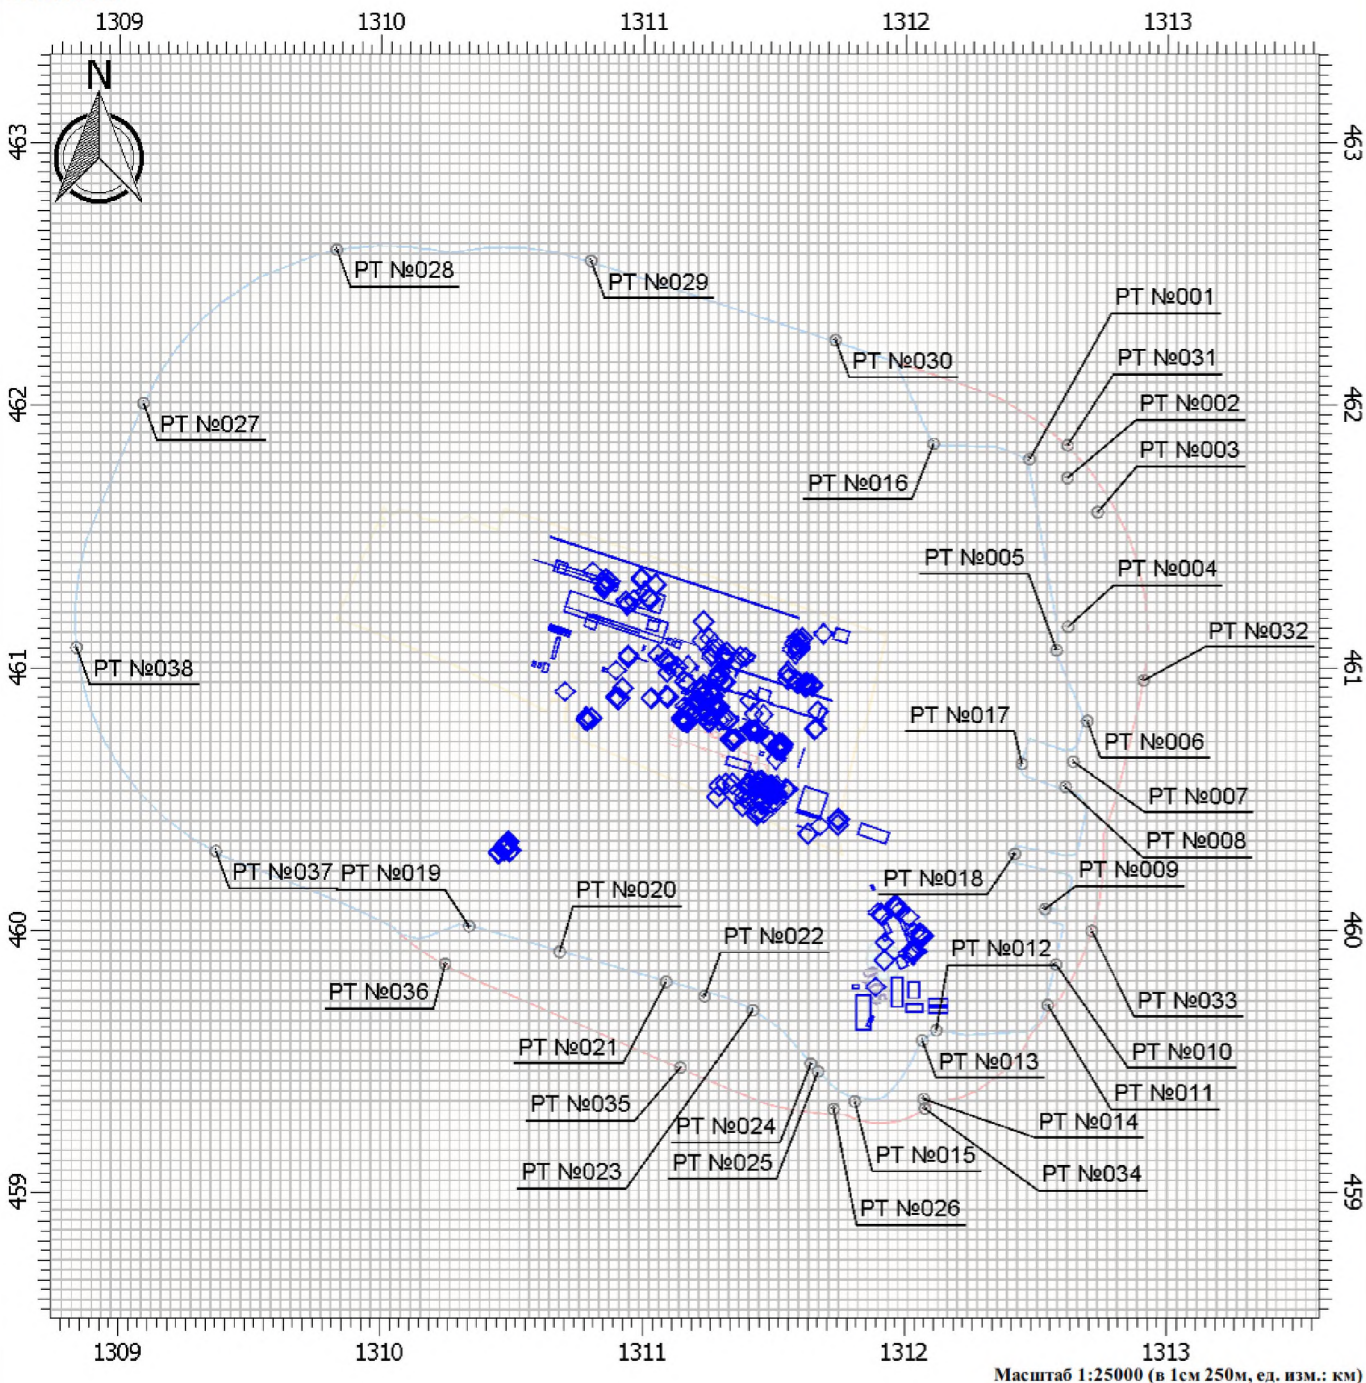 1309 1310 1311 1312 1313
N
463 463
РТ №028
РТ №029
РТ №001
РТ №030
РТ №031
462 462
РТ №002
РТ №027
РТ №003
РТ №016
РТ №005
РТ №004
РТ №032
461 461
РТ №038
РТ №017
РТ №006
РТ №007
РТ №008
РТ №037
РТ №019
РТ №018
РТ №009
РТ №020
460 460
РТ №022
РТ №012
РТ №036
РТ №033
РТ №021
РТ №010
РТ №013
РТ №011
РТ №035
РТ №024
РТ №014
РТ №015
РТ №025
РТ №023
РТ №034
459 459
РТ №026
1309 1310 1311 1312 1313
Масштаб 1:25000 (в 1см 250м, ед. изм.: км)